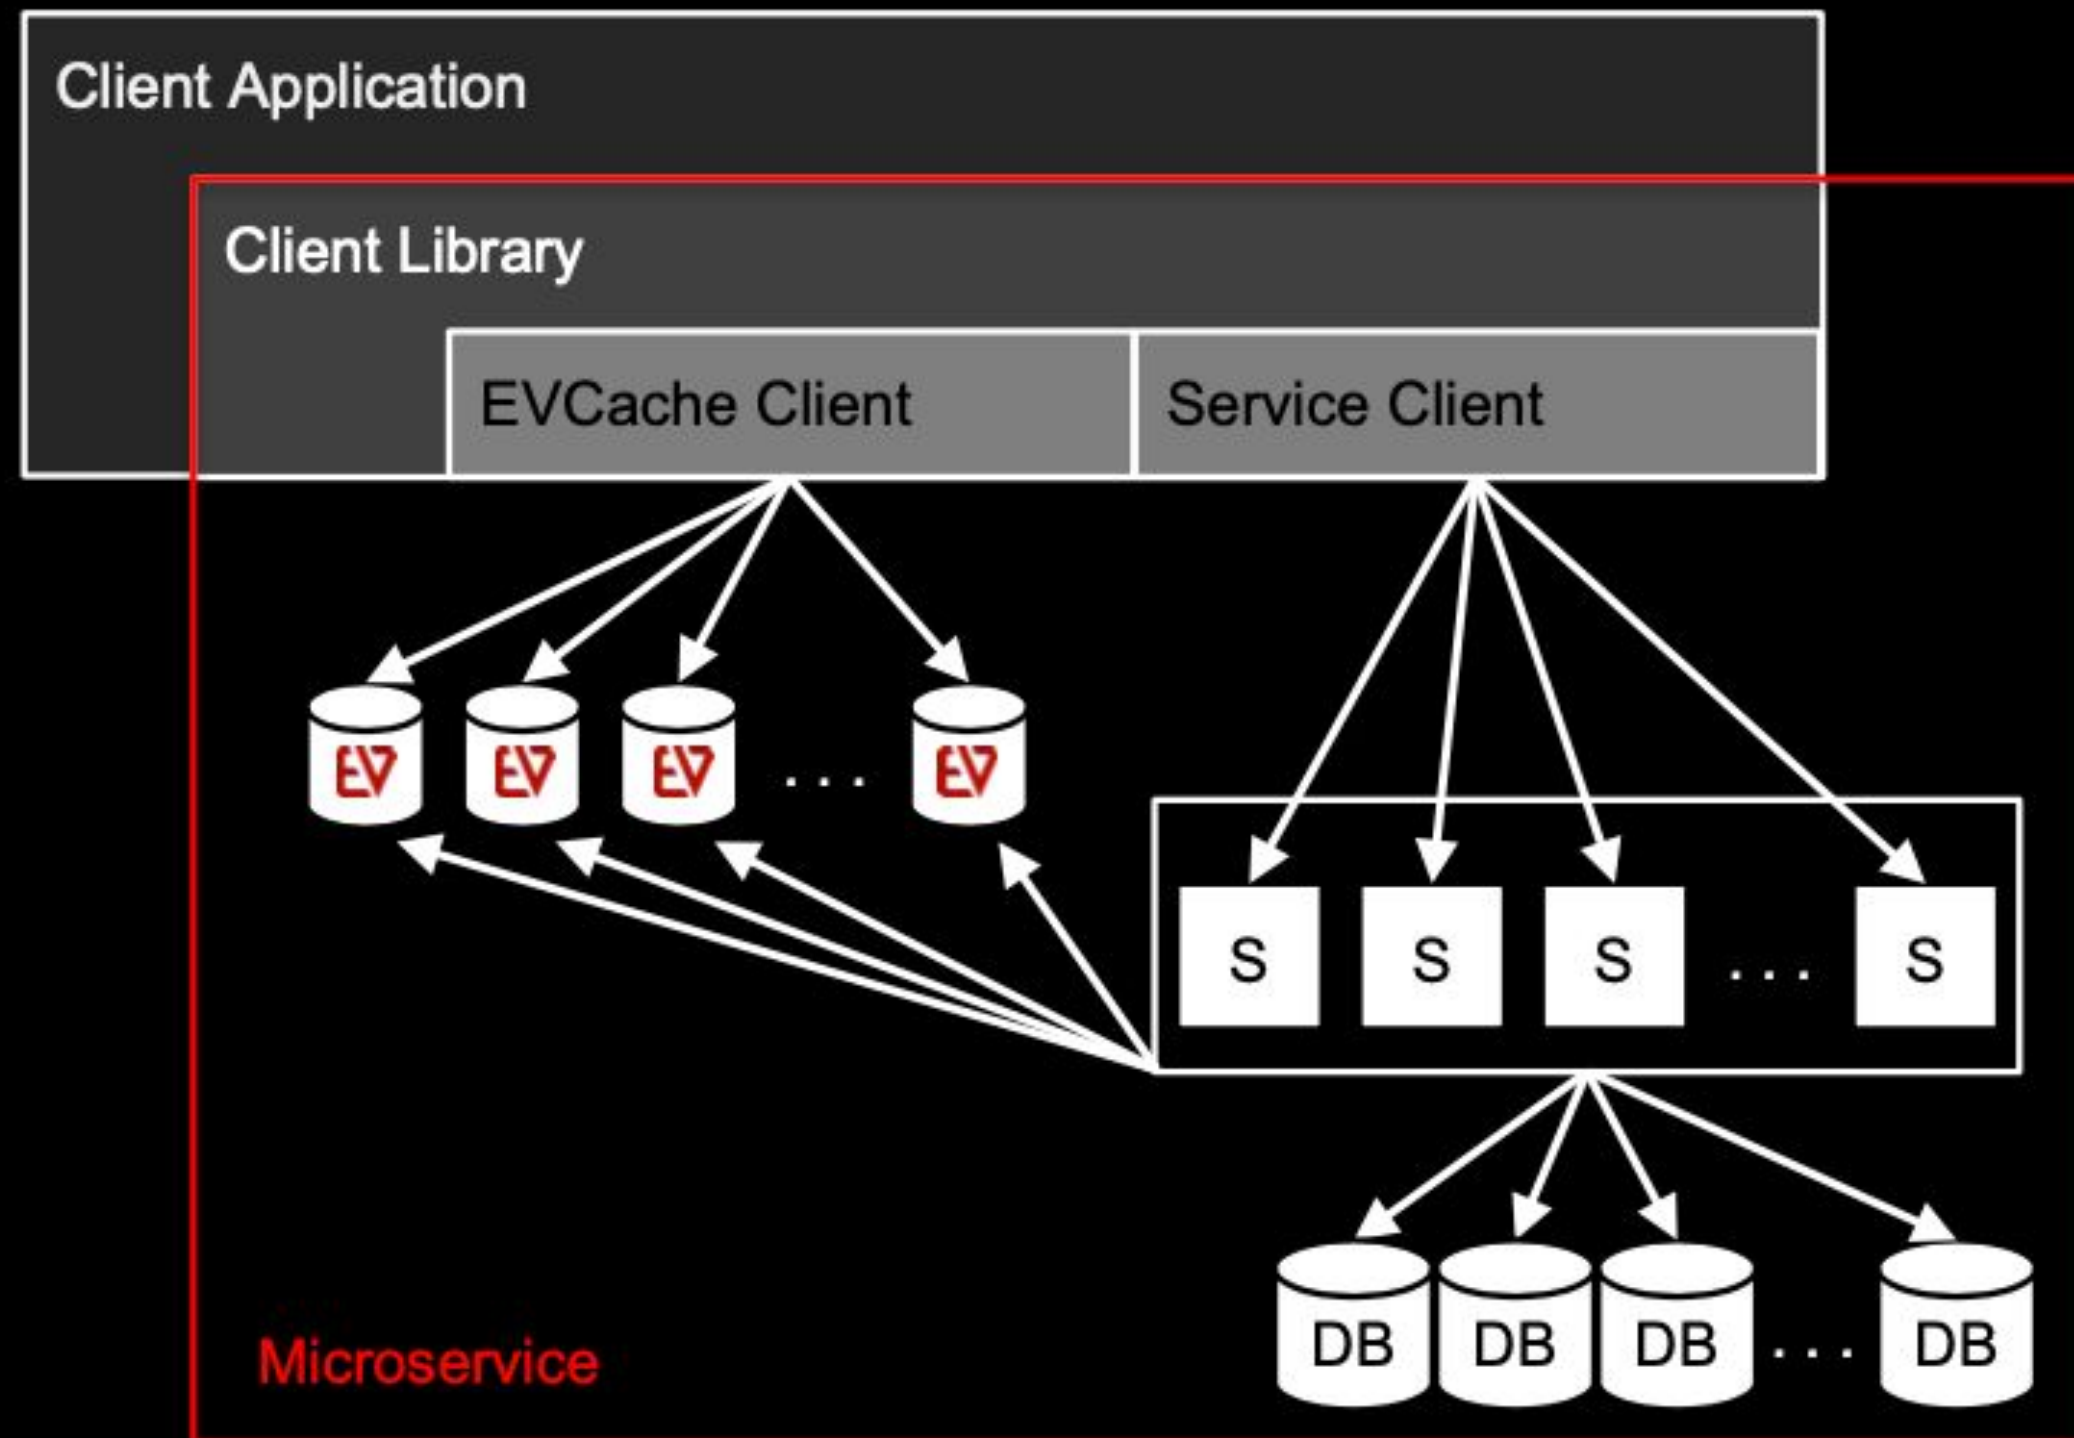 Client Application
Client Library
EVCache Client
Service Client
EV EV EV . . . EV
S S S . . . S
DB DB DB . . . DB
Microservice